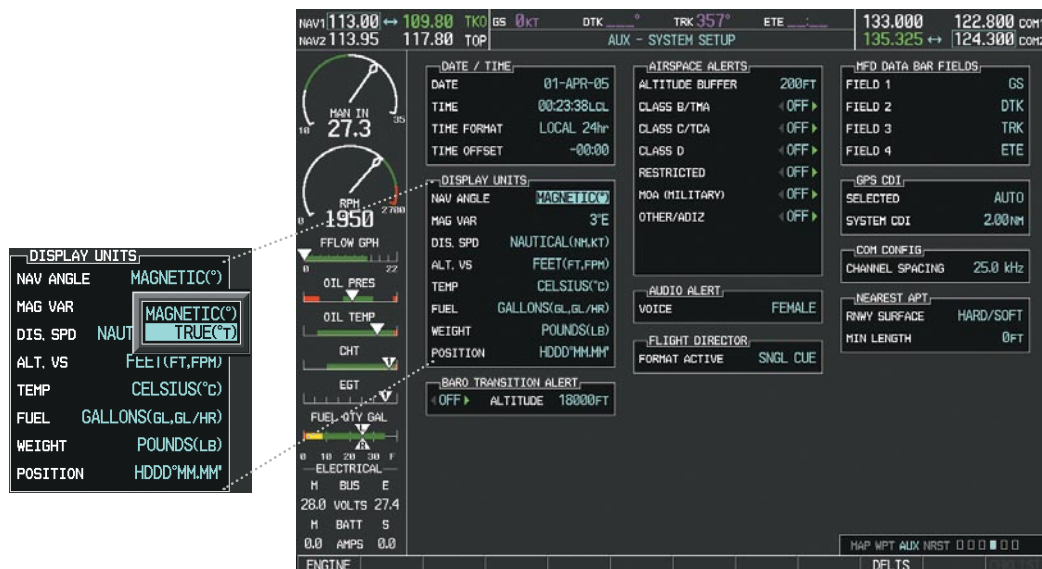 NAV1 113.00 ↔ 109.80 TKO
NAV2 113.95 117.80 TOP
GS 0KT DTK ___° TRK 357° ETE __:__
AUX - SYSTEM SETUP
133.000 122.800 COM1
135.325 ↔ 124.300 COM2
MAN IN
27.3
10 35
RPM
1950
0 2700
FFLOW GPH
0 22
OIL PRES
OIL TEMP
CHT
1
EGT
1
FUEL QTY GAL
L
R
0 10 20 30 F
ELECTRICAL
M BUS E
28.0 VOLTS 27.4
M BATT S
0.0 AMPS 0.0
ENGINE
DATE / TIME
DATE 01-APR-05
TIME 00:23:38LCL
TIME FORMAT LOCAL 24hr
TIME OFFSET -00:00
DISPLAY UNITS
NAV ANGLE MAGNETIC(°)
MAG VAR 3°E
DIS. SPD NAUTICAL(NM,KT)
ALT. VS FEET(FT,FPM)
TEMP CELSIUS(°C)
FUEL GALLONS(GL,GL/HR)
WEIGHT POUNDS(LB)
POSITION HDDD°MM.MM'
BARO TRANSITION ALERT
OFF ALTITUDE 18000FT
AIRSPACE ALERTS
ALTITUDE BUFFER 200FT
CLASS B/TMA OFF
CLASS C/TCA OFF
CLASS D OFF
RESTRICTED OFF
MOA (MILITARY) OFF
OTHER/ADIZ OFF
AUDIO ALERT
VOICE FEMALE
FLIGHT DIRECTOR
FORMAT ACTIVE SNGL CUE
MFD DATA BAR FIELDS
FIELD 1 GS
FIELD 2 DTK
FIELD 3 TRK
FIELD 4 ETE
GPS CDI
SELECTED AUTO
SYSTEM CDI 2.00NM
COM CONFIG
CHANNEL SPACING 25.0 kHz
NEAREST APT
RNWY SURFACE HARD/SOFT
MIN LENGTH 0FT
MAP WPT AUX NRST
DFLTS
DISPLAY UNITS
NAV ANGLE MAGNETIC(°)
MAG VAR
MAGNETIC(°)
TRUE(°T)
DIS. SPD NAUT
ALT. VS FEET(FT,FPM)
TEMP CELSIUS(°C)
FUEL GALLONS(GL,GL/HR)
WEIGHT POUNDS(LB)
POSITION HDDD°MM.MM'